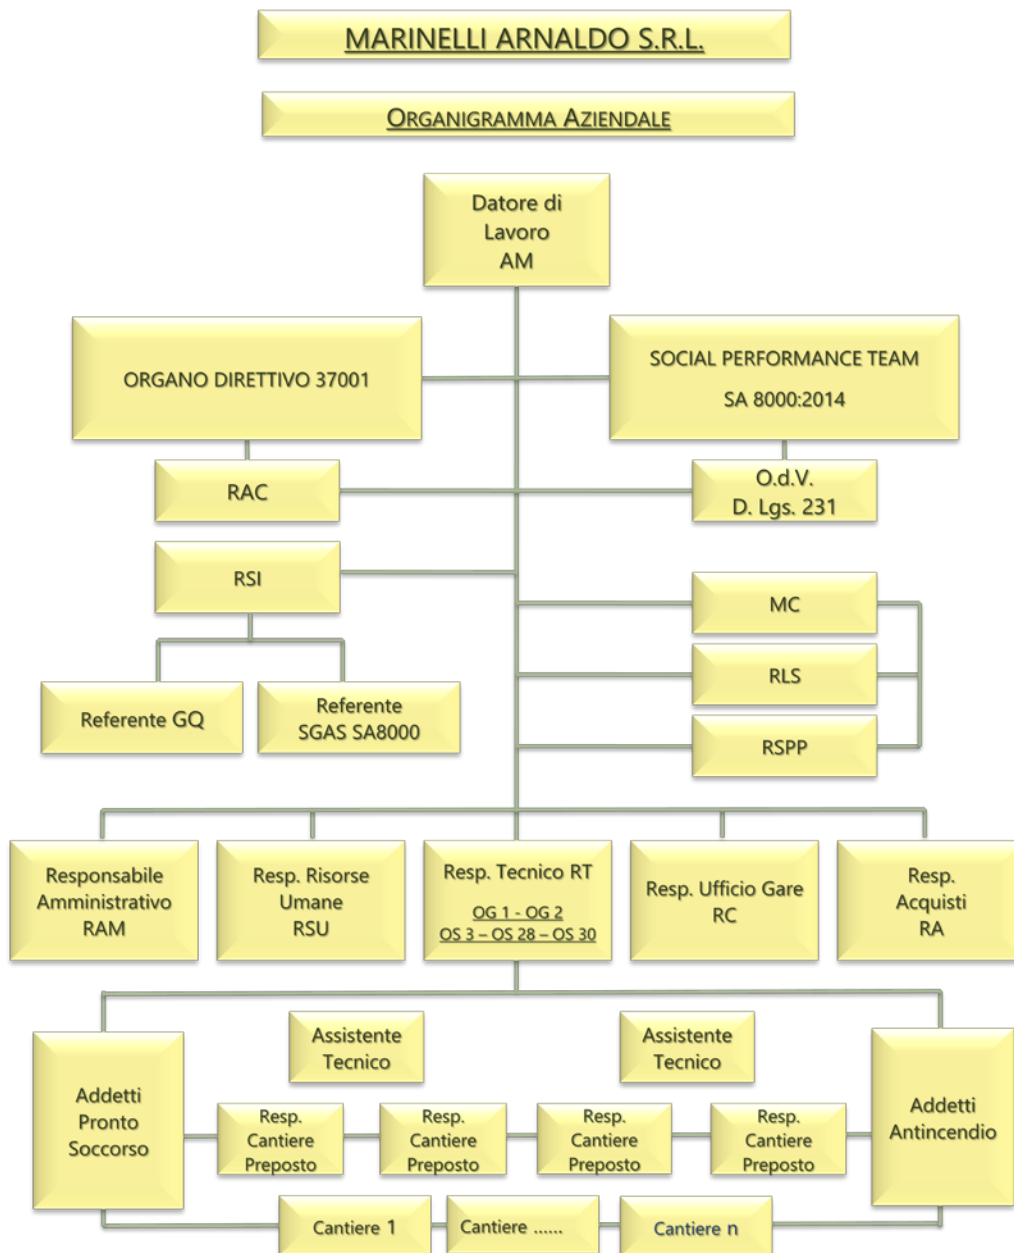 MARINELLI ARNALDO S.R.L.
ORGANIGRAMMA AZIENDALE
Datore di
Lavoro
AM
ORGANO DIRETTIVO 37001
SOCIAL PERFORMANCE TEAM
SA 8000:2014
RAC
O.d.V.
D. Lgs. 231
RSI
MC
RLS
RSPP
Referente GQ
Referente
SGAS SA8000
Responsabile
Amministrativo
RAM
Resp. Risorse
Umane
RSU
Resp. Tecnico RT
OG 1 - OG 2
OS 3 – OS 28 – OS 30
Resp. Ufficio Gare
RC
Resp.
Acquisti
RA
Assistente
Tecnico
Assistente
Tecnico
Addetti
Pronto
Soccorso
Resp.
Cantiere
Preposto
Resp.
Cantiere
Preposto
Resp.
Cantiere
Preposto
Resp.
Cantiere
Preposto
Addetti
Antincendio
Cantiere 1
Cantiere ......
Cantiere n